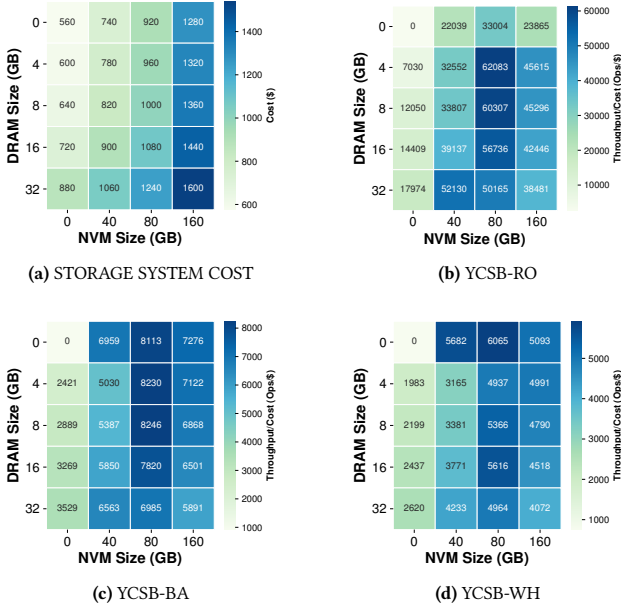 0 560 740 920 1280
4 600 780 960 1320
8 640 820 1000 1360
16 720 900 1080 1440
32 880 1060 1240 1600
0 40 80 160
NVM Size (GB)
DRAM Size (GB)
1400
1200
1000
800
600
Cost($)
(a) STORAGE SYSTEM COST
0 0 22039 33004 23865
4 7030 32552 62083 45615
8 12050 33807 60307 45296
16 14409 39137 56736 42446
32 17974 52130 50165 38481
0 40 80 160
NVM Size (GB)
DRAM Size (GB)
60000
50000
40000
30000
20000
10000
Throughput/Cost (Ops/$)
(b) YCSB-RO
0 0 6959 8113 7276
4 2421 5030 8230 7122
8 2889 5387 8246 6868
16 3269 5850 7820 6501
32 3529 6563 6985 5891
0 40 80 160
NVM Size (GB)
DRAM Size (GB)
8000
7000
6000
5000
4000
3000
2000
1000
Throughput/Cost (Ops/$)
(c) YCSB-BA
0 0 5682 6065 5093
4 1983 3165 4937 4991
8 2199 3381 5366 4790
16 2437 3771 5616 4518
32 2620 4233 4964 4072
0 40 80 160
NVM Size (GB)
DRAM Size (GB)
5000
4000
3000
2000
1000
Throughput/Cost (Ops/$)
(d) YCSB-WH